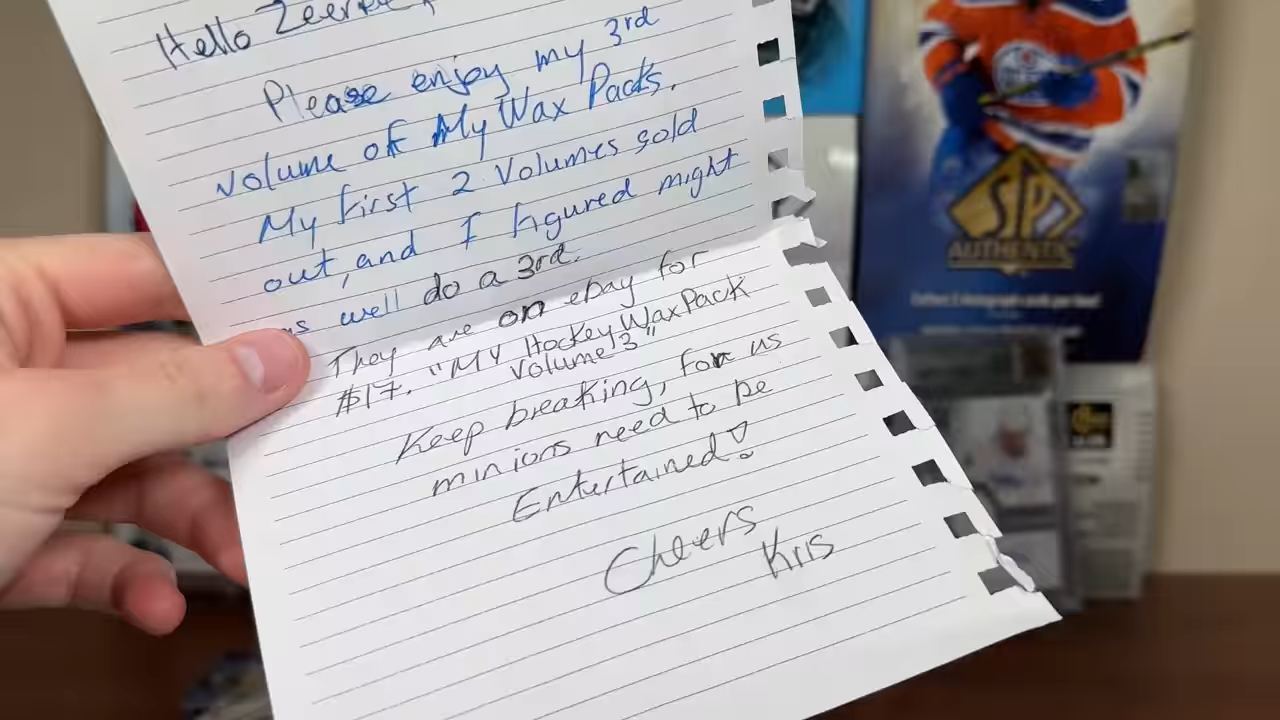 Hello
Please enjoy my 3rd
volume of My Wax Packs.
My first 2 Volumes sold
out, and I figured might
as well do a 3rd.
They are on ebay for
$17. "MY Hockey Wax Pack
Volume 3"
Keep breaking, for us
minions need to be
Entertained!
Cheers
Kris
SP
AUTHENTIC